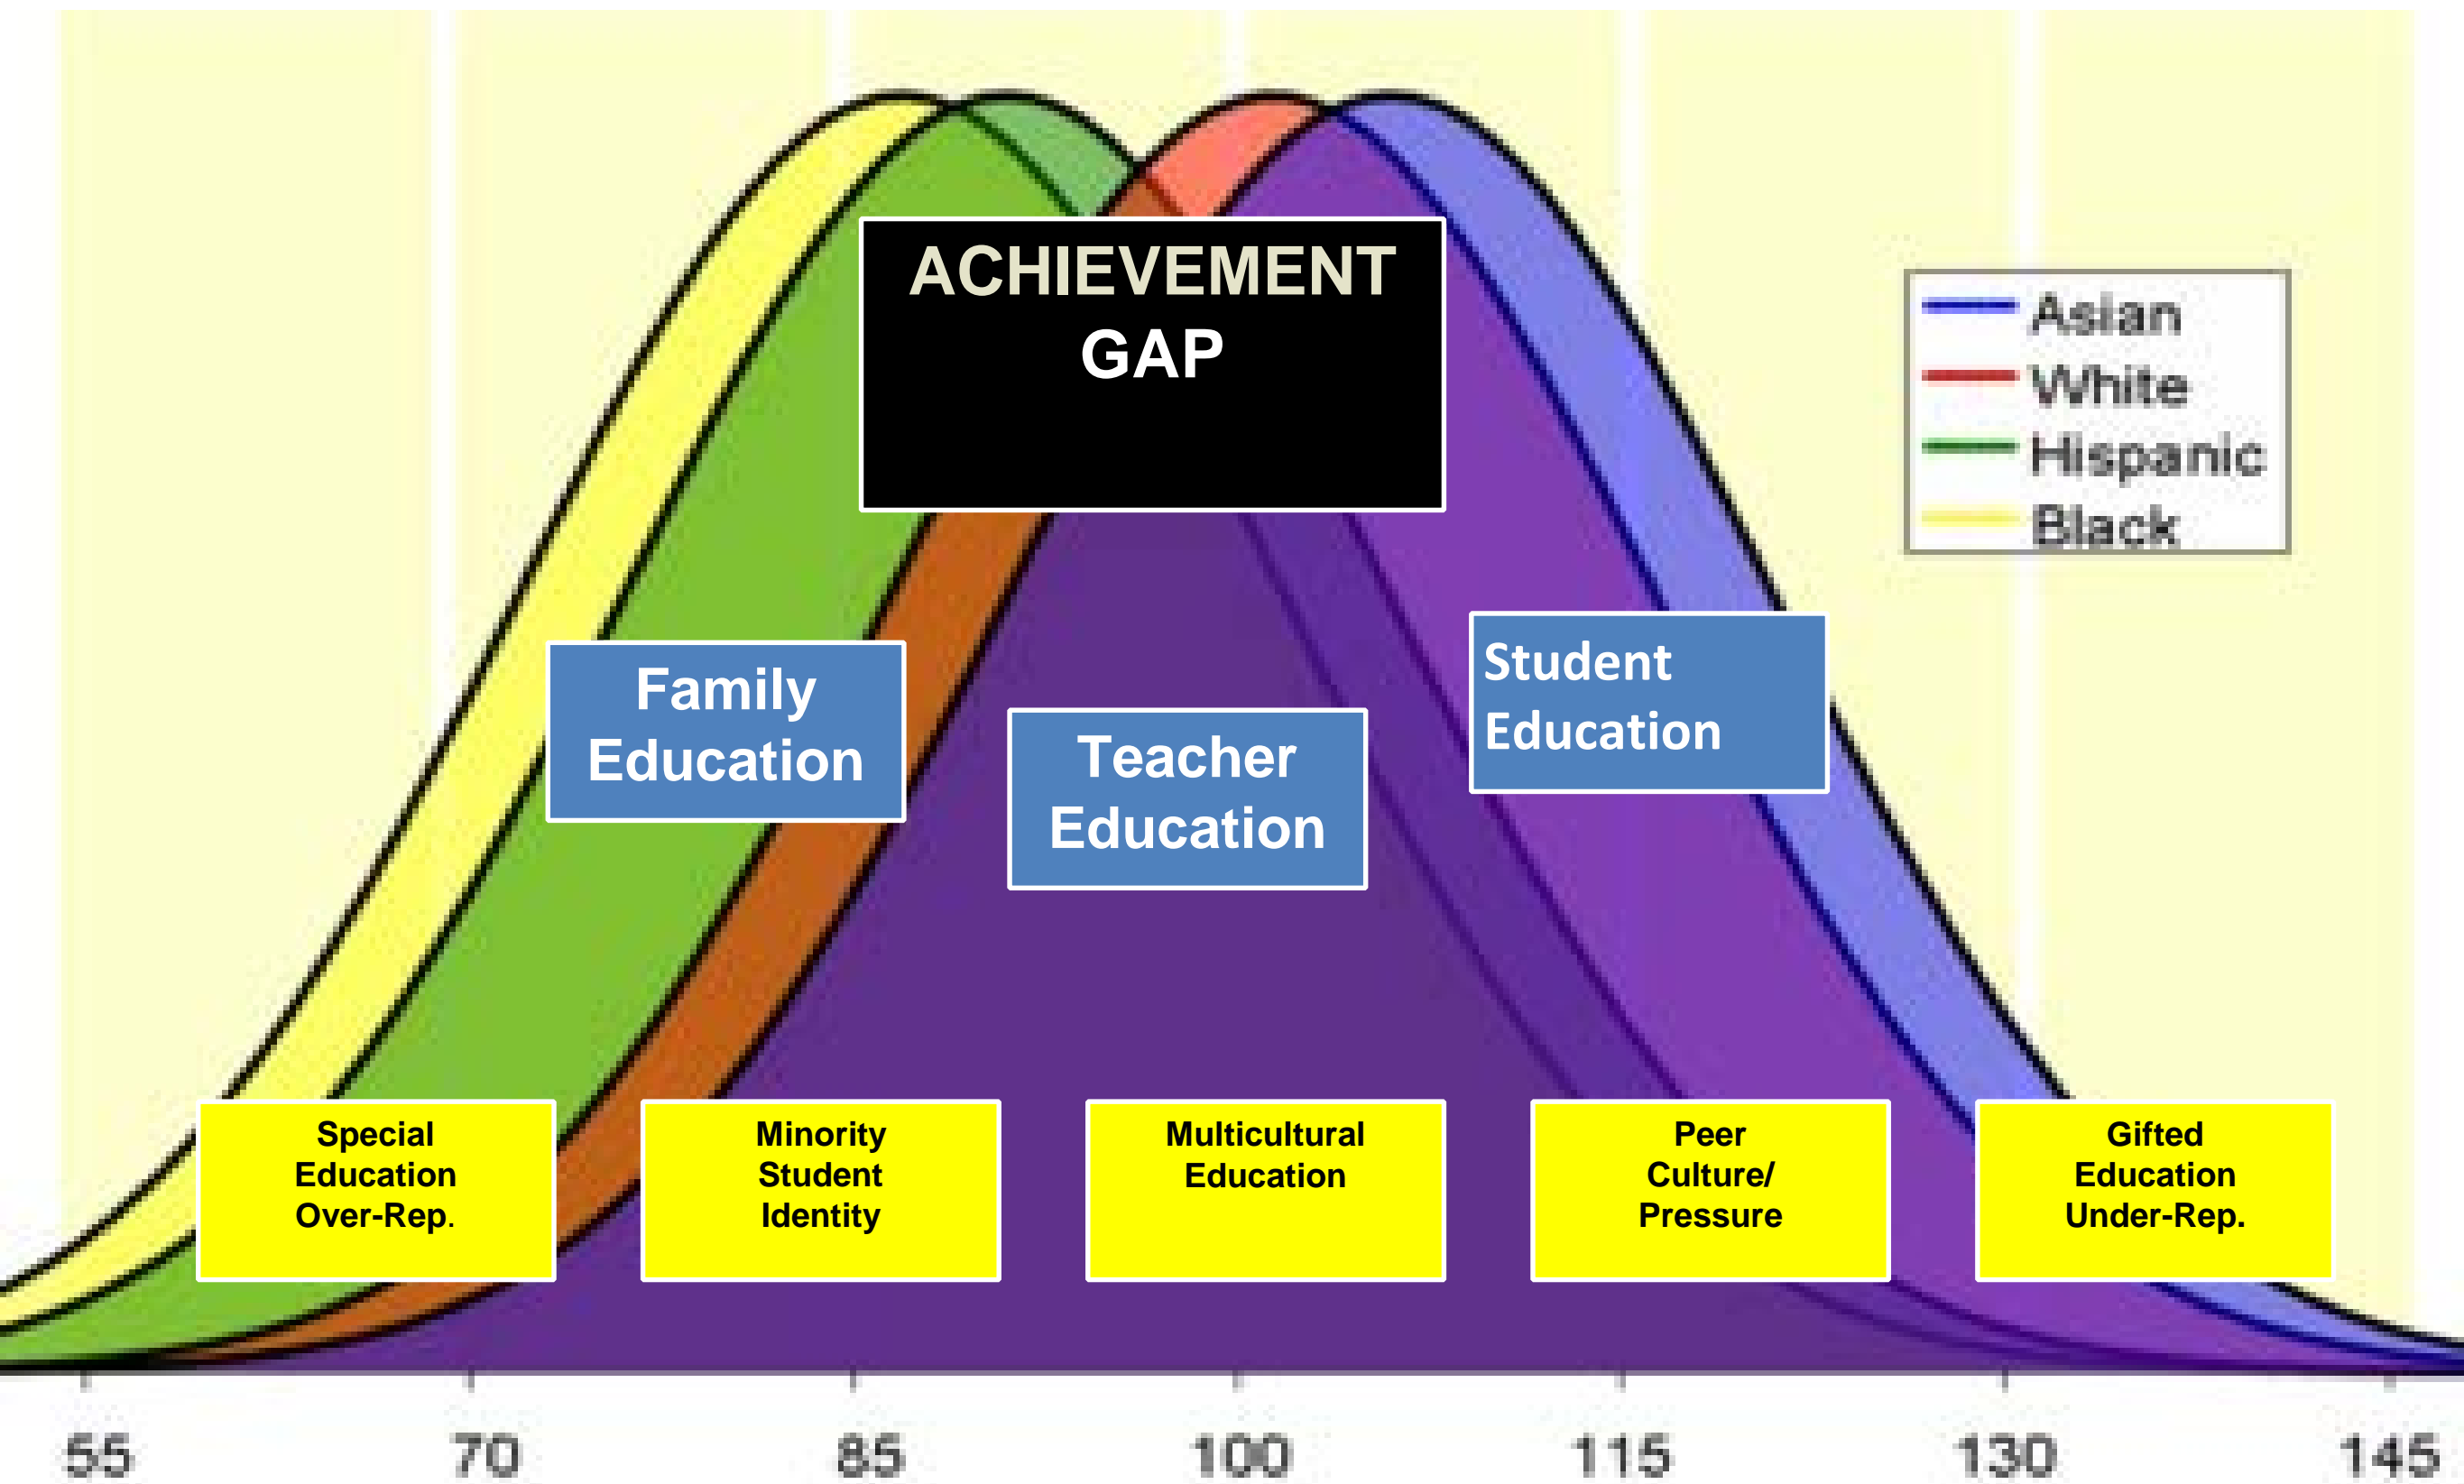 ACHIEVEMENT
GAP
Asian
White
Hispanic
Black
Family
Education
Teacher
Education
Student
Education
Special
Education
Over-Rep.
Minority
Student
Identity
Multicultural
Education
Peer
Culture/
Pressure
Gifted
Education
Under-Rep.
55 70 85 100 115 130 145